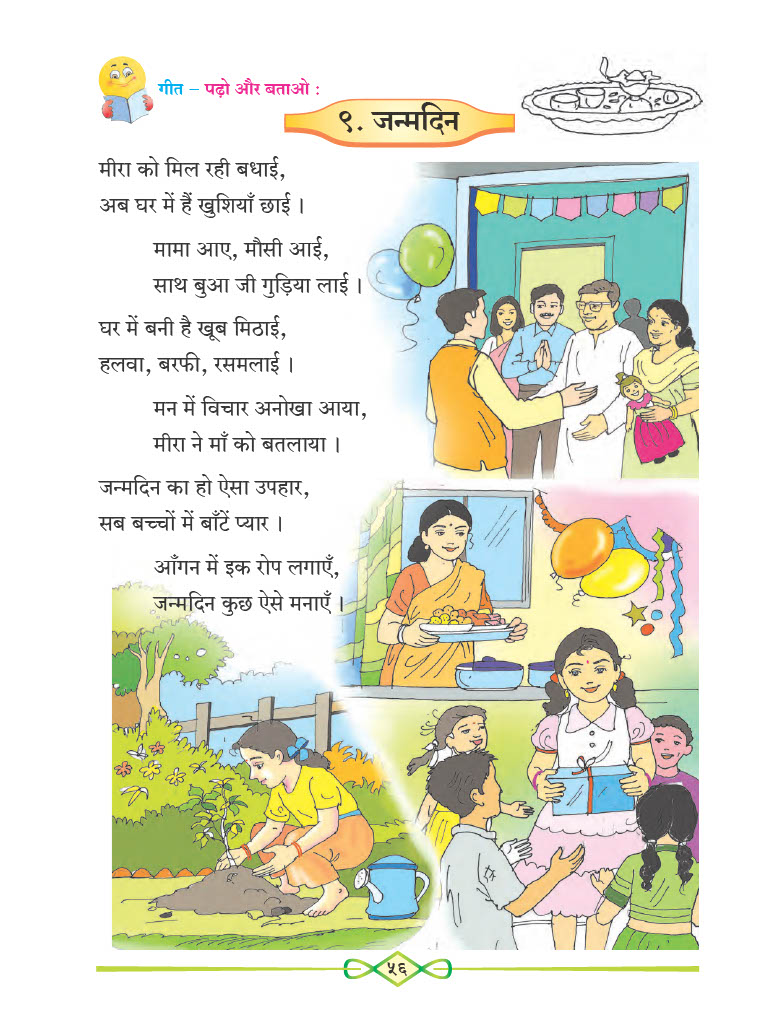 गीत – पढ़ो और बताओ :
९. जन्मदिन
मीरा को मिल रही बधाई,
अब घर में हैं खुशियाँ छाई ।
मामा आए, मौसी आई,
साथ बुआ जी गुड़िया लाई ।
घर में बनी है खूब मिठाई,
हलवा, बरफी, रसमलाई ।
मन में विचार अनोखा आया,
मीरा ने माँ को बतलाया ।
जन्मदिन का हो ऐसा उपहार,
सब बच्चों में बाँटें प्यार ।
आँगन में इक रोप लगाएँ,
जन्मदिन कुछ ऐसे मनाएँ ।
५६